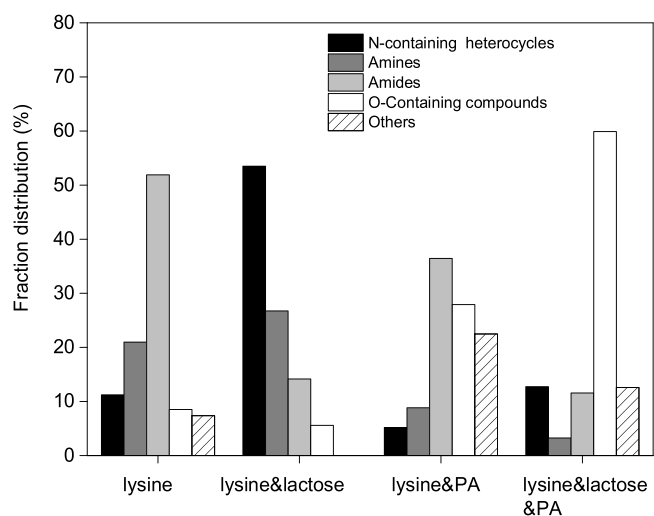 80
70
60
50
40
30
20
10
0
Fraction distribution (%)
N-containing heterocycles
Amines
Amides
O-Containing compounds
Others
lysine
lysine&lactose
lysine&PA
lysine&lactose
&PA